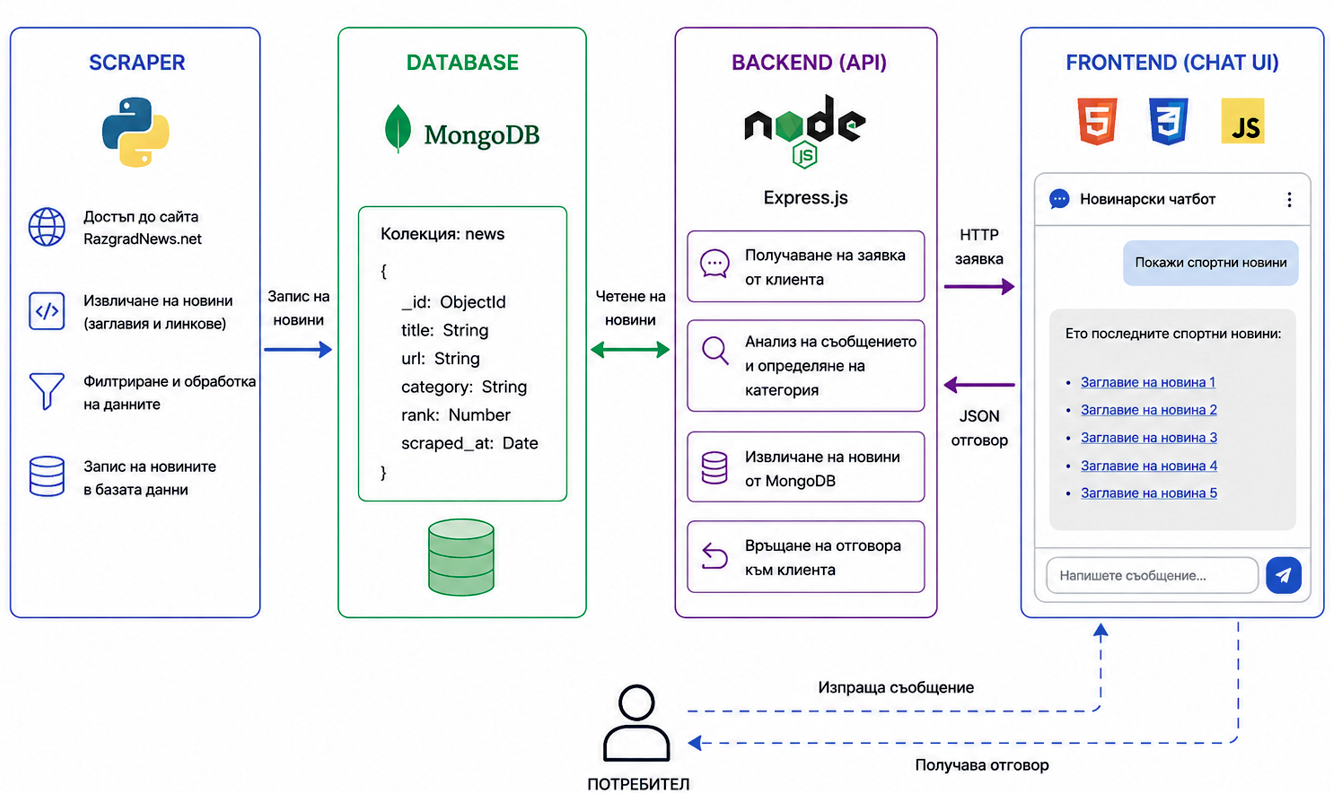 SCRAPER
Достъп до сайта
RazgradNews.net
Извличане на новини
(заглавия и линкове)
Филтриране и обработка
на данните
Запис на новините
в базата данни
Запис на
новини
DATABASE
MongoDB
Колекция: news
{
_id: ObjectId
title: String
url: String
category: String
rank: Number
scraped_at: Date
}
Четене на
новини
BACKEND (API)
node
JS
Express.js
Получаване на заявка
от клиента
Анализ на съобщението
и определяне на
категория
Извличане на новини
от MongoDB
Връщане на отговора
към клиента
HTTP
заявка
JSON
отговор
FRONTEND (CHAT UI)
5
3
JS
Новинарски чатбот
Покажи спортни новини
Ето последните спортни новини:
• Заглавие на новина 1
• Заглавие на новина 2
• Заглавие на новина 3
• Заглавие на новина 4
• Заглавие на новина 5
Напишете съобщение...
Изпраща съобщение
Получава отговор
ПОТРЕБИТЕЛ